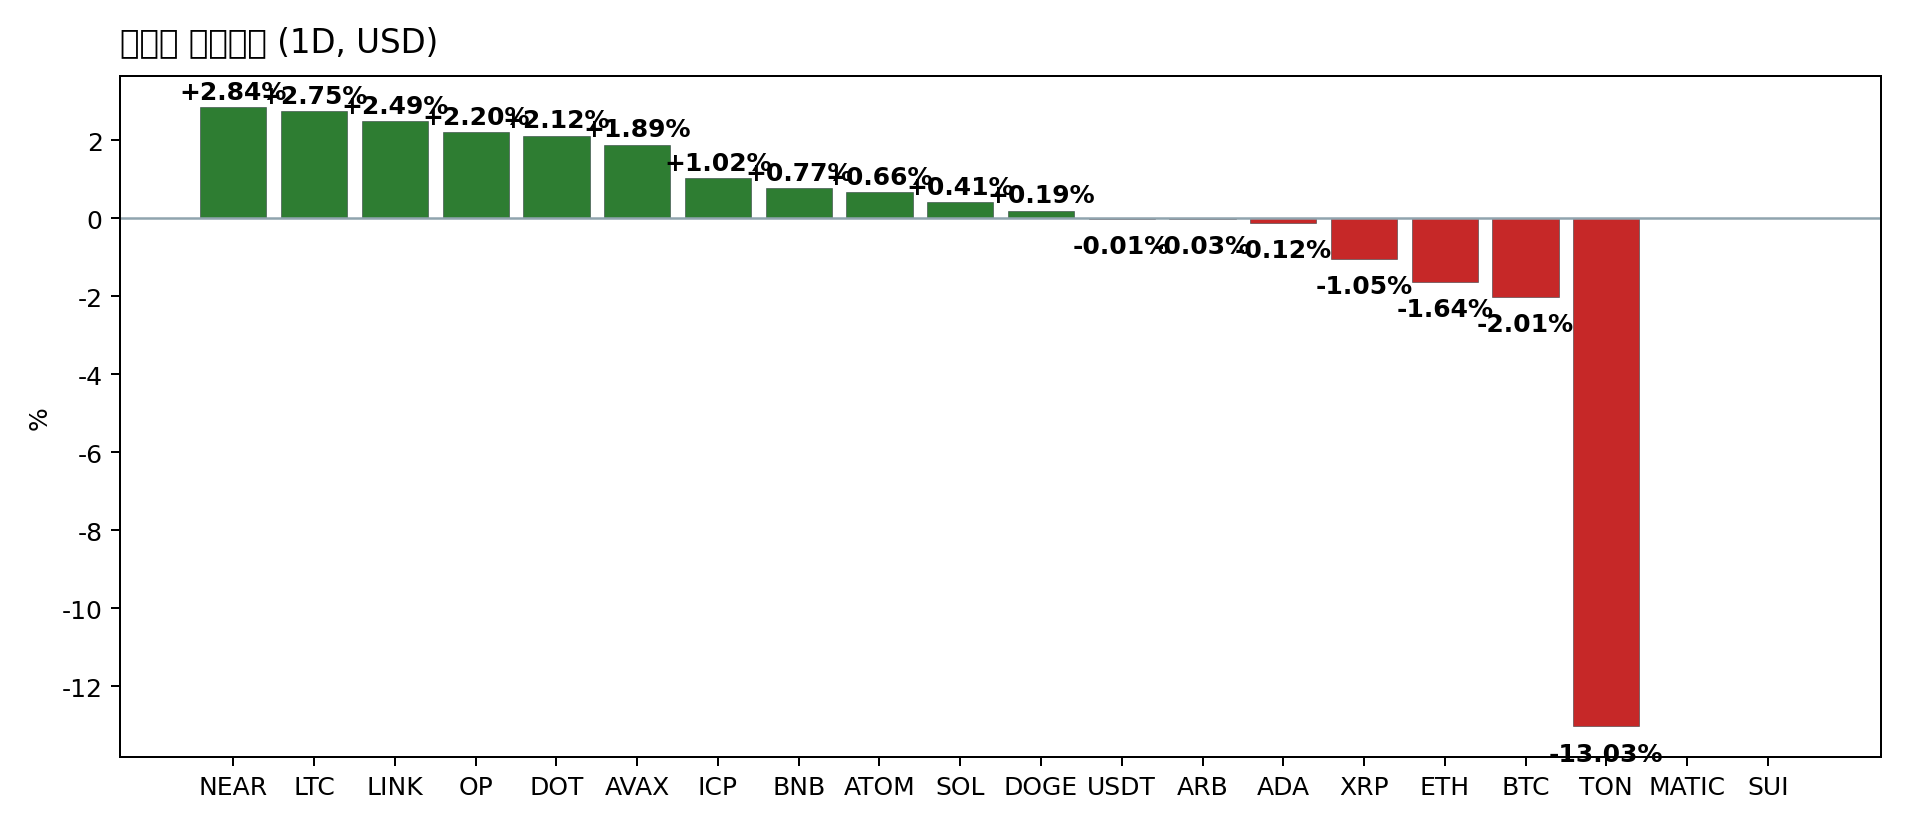 (1D, USD)
+2.84% +2.75% +2.49% +2.20% +2.12% +1.89% +1.02% +0.77% +0.66% +0.41% +0.19%
-0.01% -0.03% -0.12% -1.05% -1.64% -2.01% -13.03%
%
2
0
-2
-4
-6
-8
-10
-12
NEAR LTC LINK OP DOT AVAX ICP BNB ATOM SOL DOGE USDT ARB ADA XRP ETH BTC TON MATIC SUI